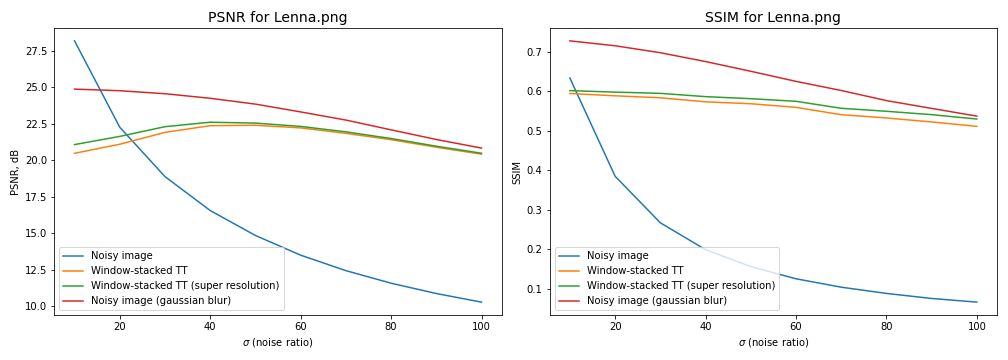 PSNR for Lenna.png
PSNR, dB
27.5
25.0
22.5
20.0
17.5
15.0
12.5
10.0
Noisy image
Window-stacked TT
Window-stacked TT (super resolution)
Noisy image (gaussian blur)
20 40 60 80 100
σ (noise ratio)
SSIM for Lenna.png
SSIM
0.7
0.6
0.5
0.4
0.3
0.2
0.1
Noisy image
Window-stacked TT
Window-stacked TT (super resolution)
Noisy image (gaussian blur)
20 40 60 80 100
σ (noise ratio)